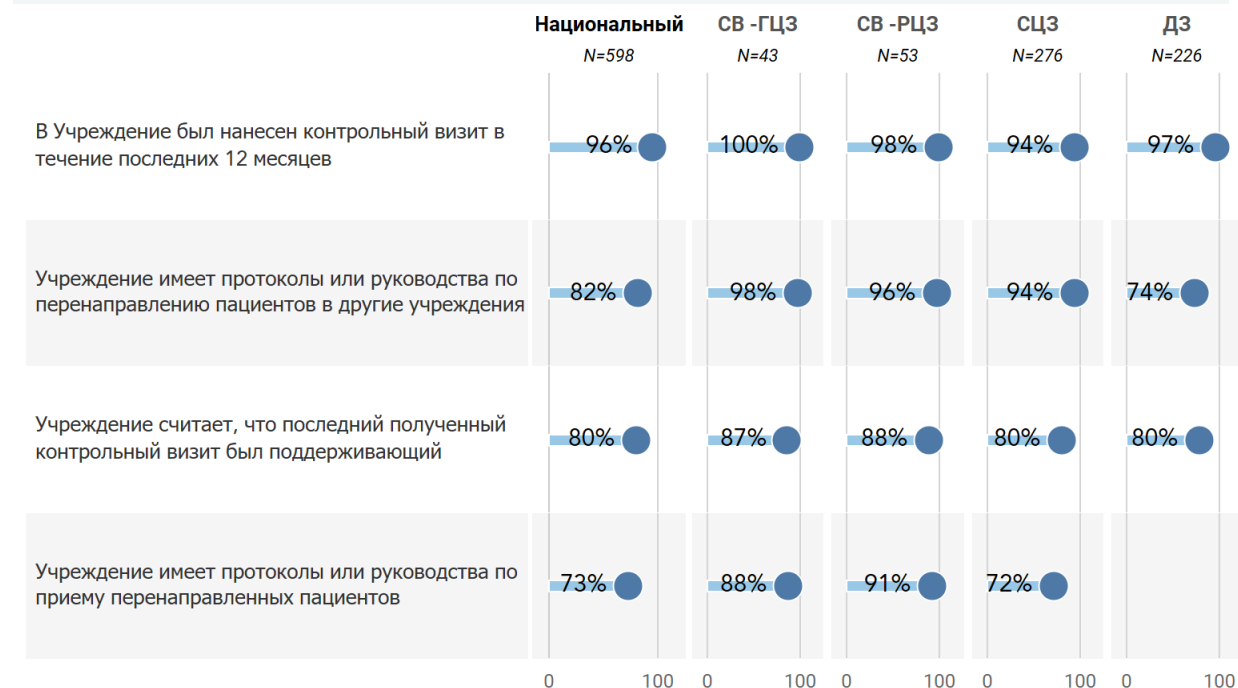 Национальный СВ -ГЦЗ СВ -РЦЗ СЦЗ ДЗ
N=598 N=43 N=53 N=276 N=226
В Учреждение был нанесен контрольный визит в
течение последних 12 месяцев
96% 100% 98% 94% 97%
Учреждение имеет протоколы или руководства по
перенаправлению пациентов в другие учреждения
82% 98% 96% 94% 74%
Учреждение считает, что последний полученный
контрольный визит был поддерживающий
80% 87% 88% 80% 80%
Учреждение имеет протоколы или руководства по
приему перенаправленных пациентов
73% 88% 91% 72%
0 100 0 100 0 100 0 100 0 100